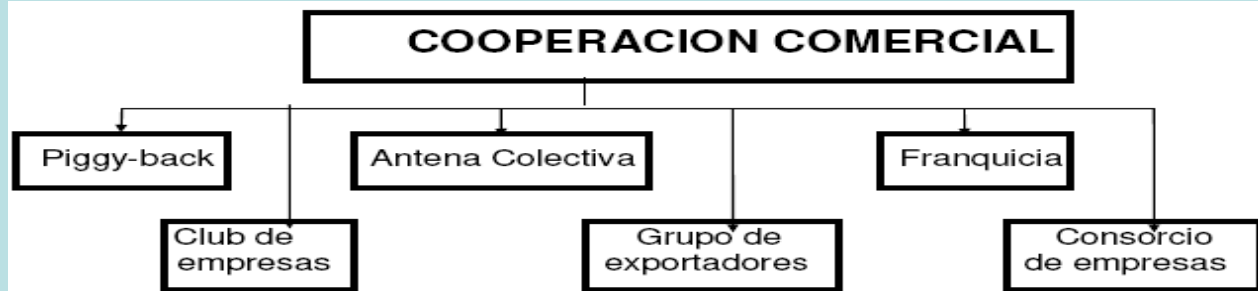 COOPERACION COMERCIAL
Piggy-back
Antena Colectiva
Franquicia
Club de
empresas
Grupo de
exportadores
Consorcio
de empresas